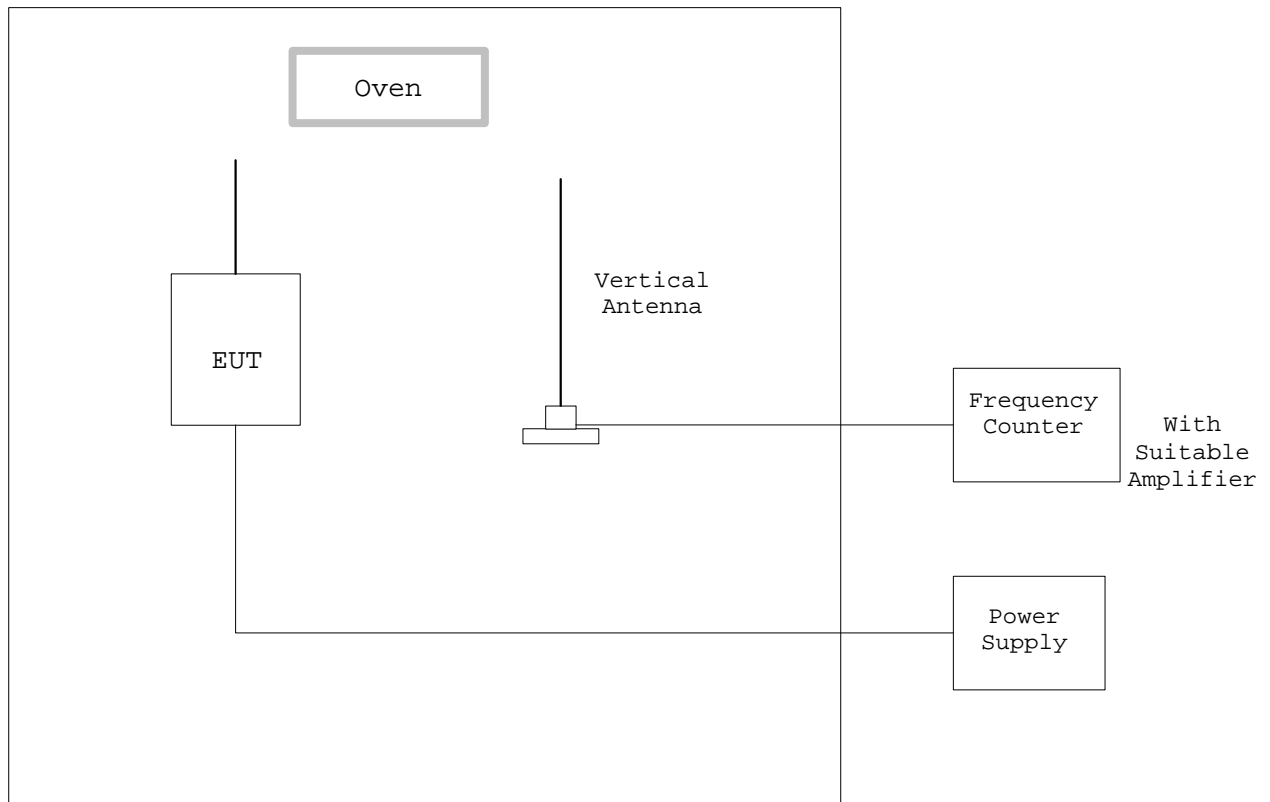 Oven
Vertical
Antenna
EUT
Frequency
Counter
With
Suitable
Amplifier
Power
Supply